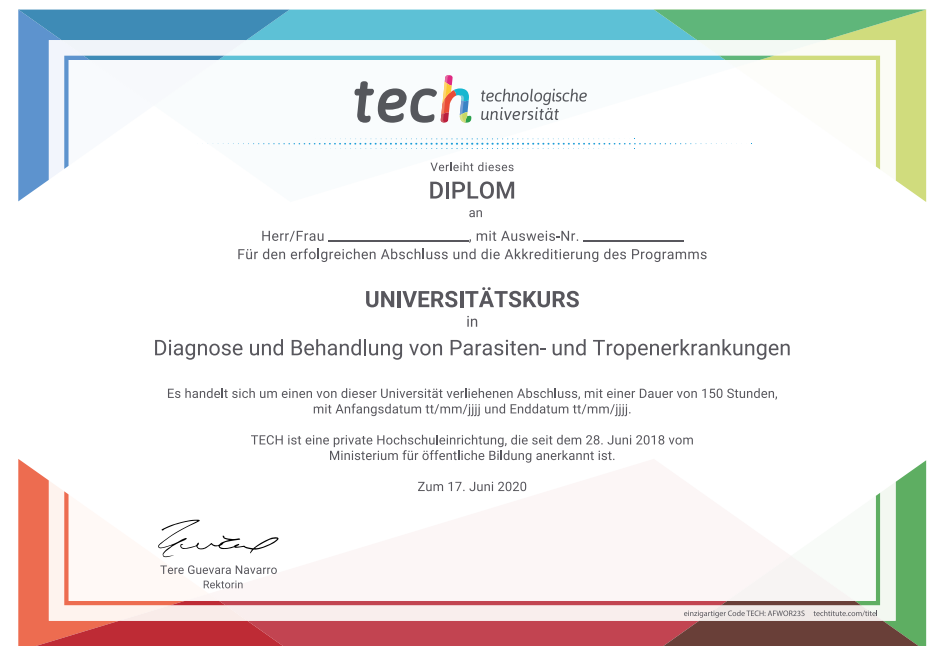 tech technologische
universität
Verleiht dieses
DIPLOM
an
Herr/Frau ____________________, mit Ausweis-Nr. ______________
Für den erfolgreichen Abschluss und die Akkreditierung des Programms
UNIVERSITÄTSKURS
in
Diagnose und Behandlung von Parasiten- und Tropenerkrankungen
Es handelt sich um einen von dieser Universität verliehenen Abschluss, mit einer Dauer von 150 Stunden,
mit Anfangsdatum tt/mm/jjjj und Enddatum tt/mm/jjjj.
TECH ist eine private Hochschuleinrichtung, die seit dem 28. Juni 2018 vom
Ministerium für öffentliche Bildung anerkannt ist.
Zum 17. Juni 2020
Tere Guevara Navarro
Rektorin
einzigartiger Code TECH: AFWOR23S techtitute.com/titel